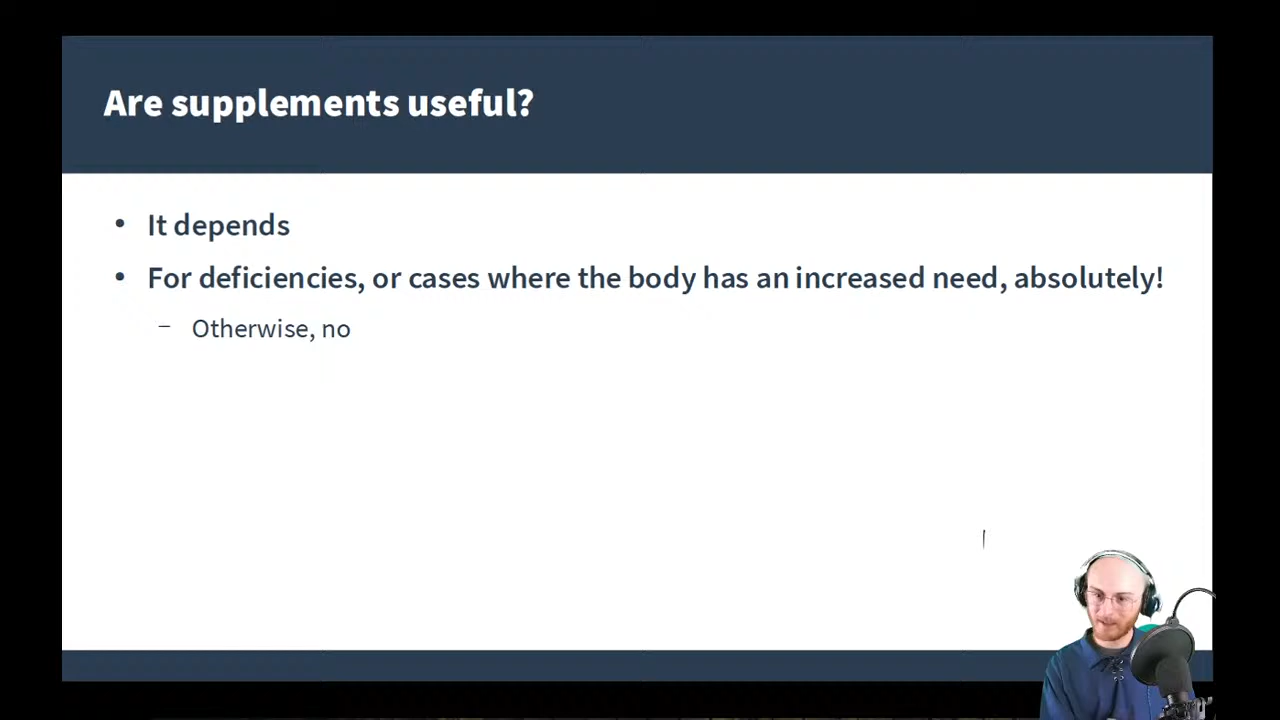 Are supplements useful?
• It depends
• For deficiencies, or cases where the body has an increased need, absolutely!
– Otherwise, no